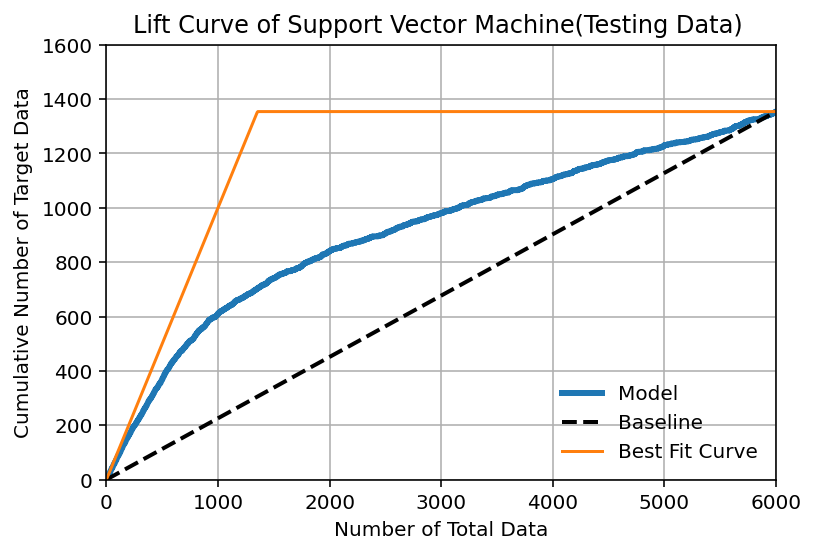 Lift Curve of Support Vector Machine(Testing Data)
Cumulative Number of Target Data
1600
1400
1200
1000
800
600
400
200
0
Model
Baseline
Best Fit Curve
0 1000 2000 3000 4000 5000 6000
Number of Total Data